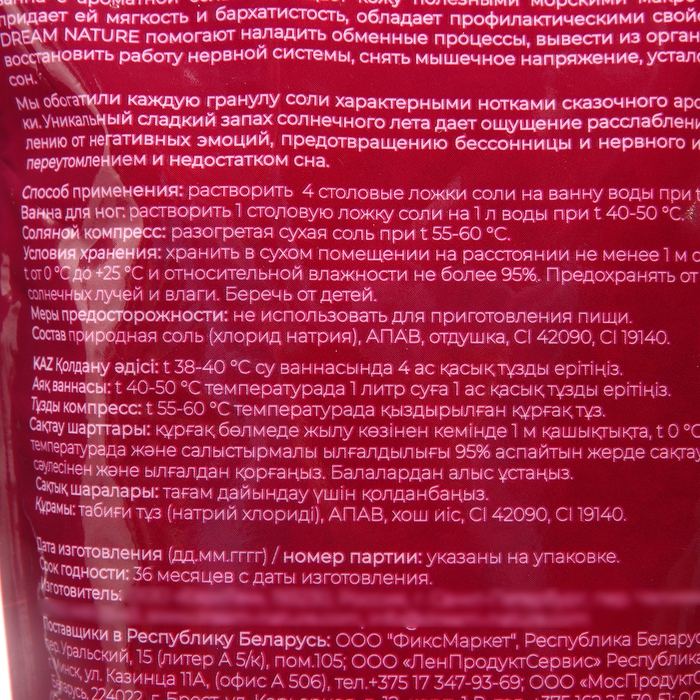 ванна с ароматной
придает ей мягкость и бархатистость, обладает профилактическими свой
DREAM NATURE помогают наладить обменные процессы, вывести из орган
восстановить работу нервной системы, снять мышечное напряжение, устало
сон.
Мы обогатили каждую гранулу соли характерными нотками сказочного аро
ки. Уникальный сладкий запах солнечного лета дает ощущение расслаблени
лению от негативных эмоций, предотвращению бессонницы и нервного и
переутомлением и недостатком сна.
Способ применения: растворить 4 столовые ложки соли на ванну воды при t
Ванна для ног: растворить 1 столовую ложку соли на 1 л воды при t 40-50 °C.
Соляной компресс: разогретая сухая соль при t 55-60 °C.
Условия хранения: хранить в сухом помещении на расстоянии не менее 1 м о
t от 0 °C до +25 °C и относительной влажности не более 95%. Предохранять от
солнечных лучей и влаги. Беречь от детей.
Меры предосторожности: не использовать для приготовления пищи.
Состав природная соль (хлорид натрия), АПАВ, отдушка, CI 42090, CI 19140.
KAZ Қолдану әдісі: t 38-40 °C су ваннасында 4 ас қасық тұзды ерітіңіз.
Аяқ ваннасы: t 40-50 °C температурада 1 литр суға 1 ас қасық тұзды ерітіңіз.
Тұзды компресс: t 55-60 °C температурада қыздырылған құрғақ тұз.
Сақтау шарттары: құрғақ бөлмеде жылу көзінен кемінде 1 м қашықтықта, t 0 °C
температурада және салыстырмалы ылғалдылығы 95% аспайтын жерде сақтау
сәулесінен және ылғалдан қорғаңыз. Балалардан алыс ұстаңыз.
Сақтық шаралары: тағам дайындау үшін қолданбаңыз.
Құрамы: табиғи тұз (натрий хлориді), АПАВ, хош иіс, CI 42090, CI 19140.
Дата изготовления (дд.мм.гггг) / номер партии: указаны на упаковке.
Срок годности: 36 месяцев с даты изготовления.
Изготовитель:
Поставщики в Республику Беларусь: ООО "ФиксМаркет", Республика Белару
пер. Уральский, 15 (литер А 5/к), пом.105; ООО «ЛенПродуктСервис» Республик
г. Минск, ул. Казинца 11А, (офис А 506), тел.+375 17 347-93-69; ООО «МосПродукт
Беларусь, 224022, г. Брест, ул.